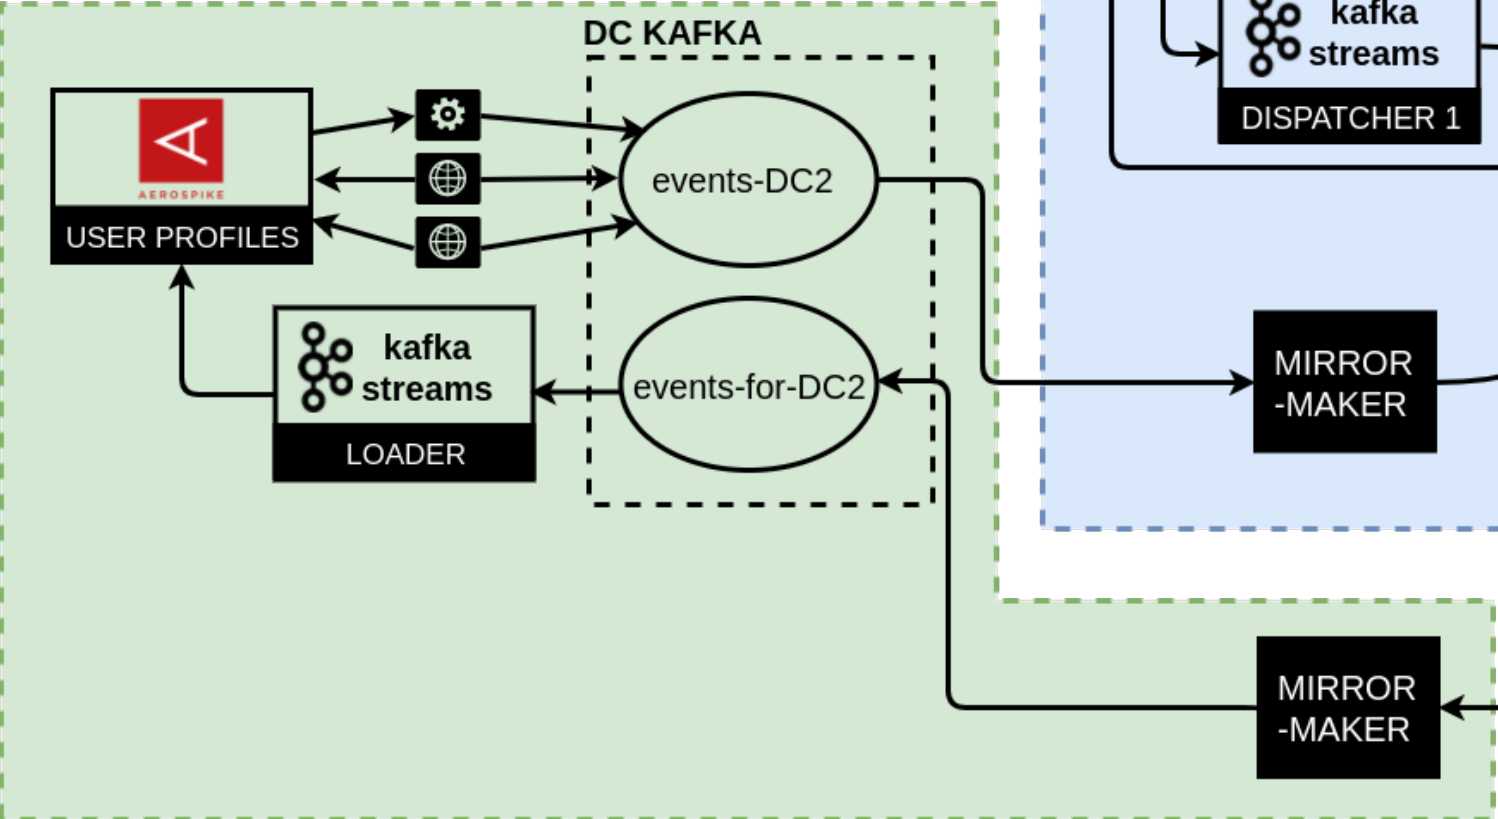 DC KAFKA
kafka
streams
DISPATCHER 1
AEROSPIKE
USER PROFILES
events-DC2
kafka
streams
LOADER
events-for-DC2
MIRROR
-MAKER
MIRROR
-MAKER